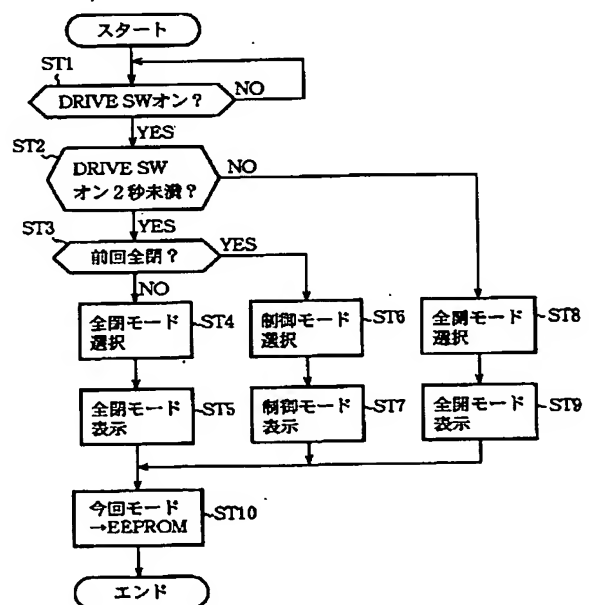 スタート
ST1
DRIVE SWオン?
NO
YES
ST2
DRIVE SW
オン2秒未満?
NO
YES
ST3
前回全閉?
YES
NO
全閉モード
選択
ST4
制御モード
選択
ST6
全開モード
選択
ST8
全閉モード
表示
ST5
制御モード
表示
ST7
全開モード
表示
ST9
今回モード
→EEPROM
ST10
エンド